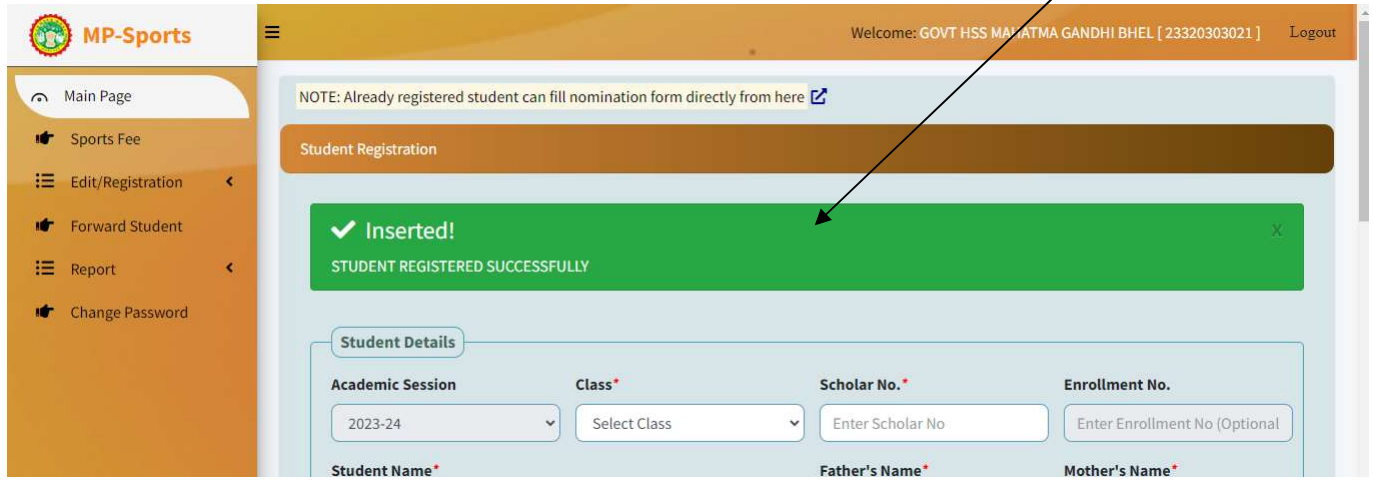 MP-Sports
Welcome: GOVT HSS MAHATMA GANDHI BHEL [ 23320303021 ] Logout
Main Page
Sports Fee
Edit/Registration
Forward Student
Report
Change Password
NOTE: Already registered student can fill nomination form directly from here
Student Registration
Inserted! X
STUDENT REGISTERED SUCCESSFULLY
Student Details
Academic Session Class* Scholar No.* Enrollment No.
2023-24 Select Class Enter Scholar No Enter Enrollment No (Optional
Student Name* Father's Name* Mother's Name*